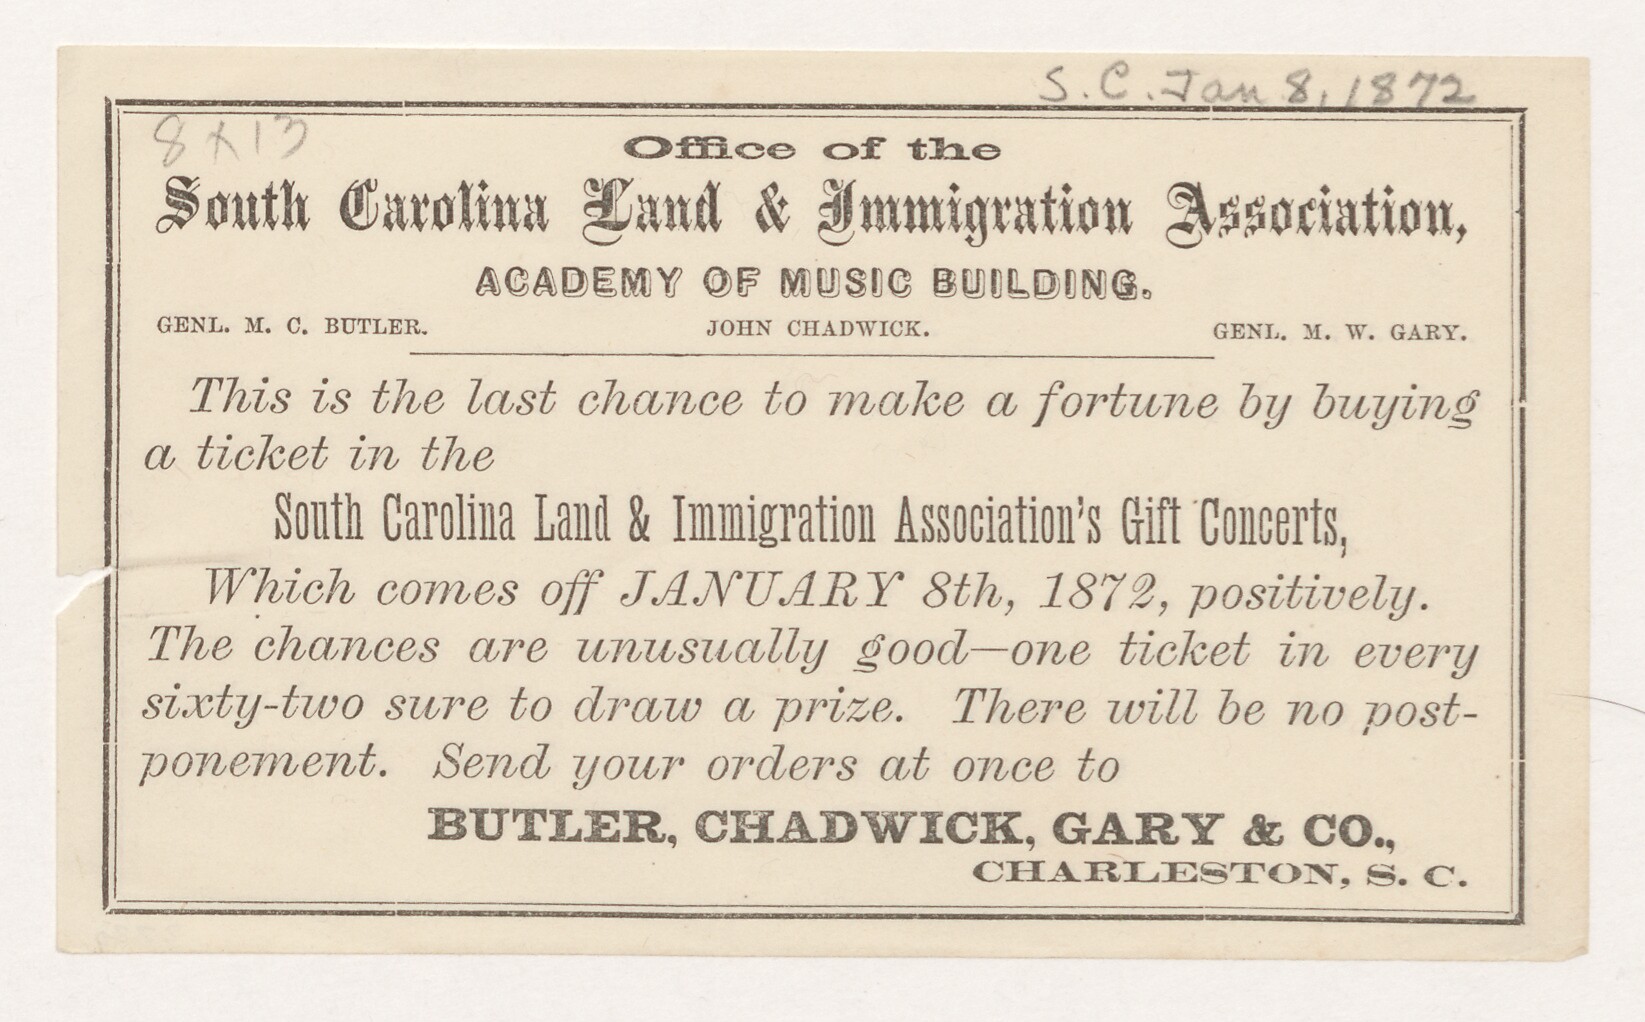 S. C. Jan 8, 1872
8 x 13
Office of the
South Carolina Land & Immigration Association,
ACADEMY OF MUSIC BUILDING.
GENL. M. C. BUTLER. JOHN CHADWICK. GENL. M. W. GARY.
This is the last chance to make a fortune by buying
a ticket in the
South Carolina Land & Immigration Association's Gift Concerts,
Which comes off JANUARY 8th, 1872, positively.
The chances are unusually good—one ticket in every
sixty-two sure to draw a prize. There will be no post-
ponement. Send your orders at once to
BUTLER, CHADWICK, GARY & CO.,
CHARLESTON, S. C.